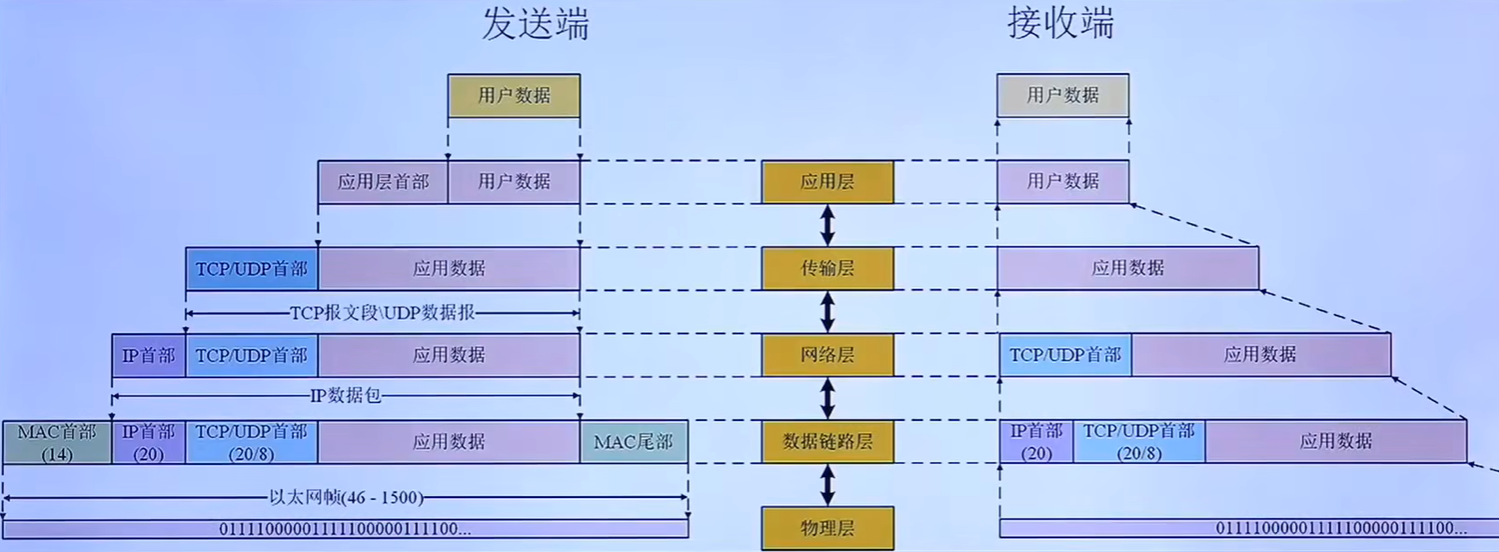 发送端
接收端
用户数据
用户数据
应用层首部
用户数据
应用层
用户数据
TCP/UDP首部
应用数据
传输层
应用数据
TCP报文段\UDP数据报
IP首部
TCP/UDP首部
应用数据
网络层
TCP/UDP首部
应用数据
IP数据包
MAC首部
(14)
IP首部
(20)
TCP/UDP首部
(20/8)
应用数据
MAC尾部
数据链路层
IP首部
(20)
TCP/UDP首部
(20/8)
应用数据
以太网帧(46 - 1500)
01111000001111100000111100...
物理层
01111000001111100000111100...